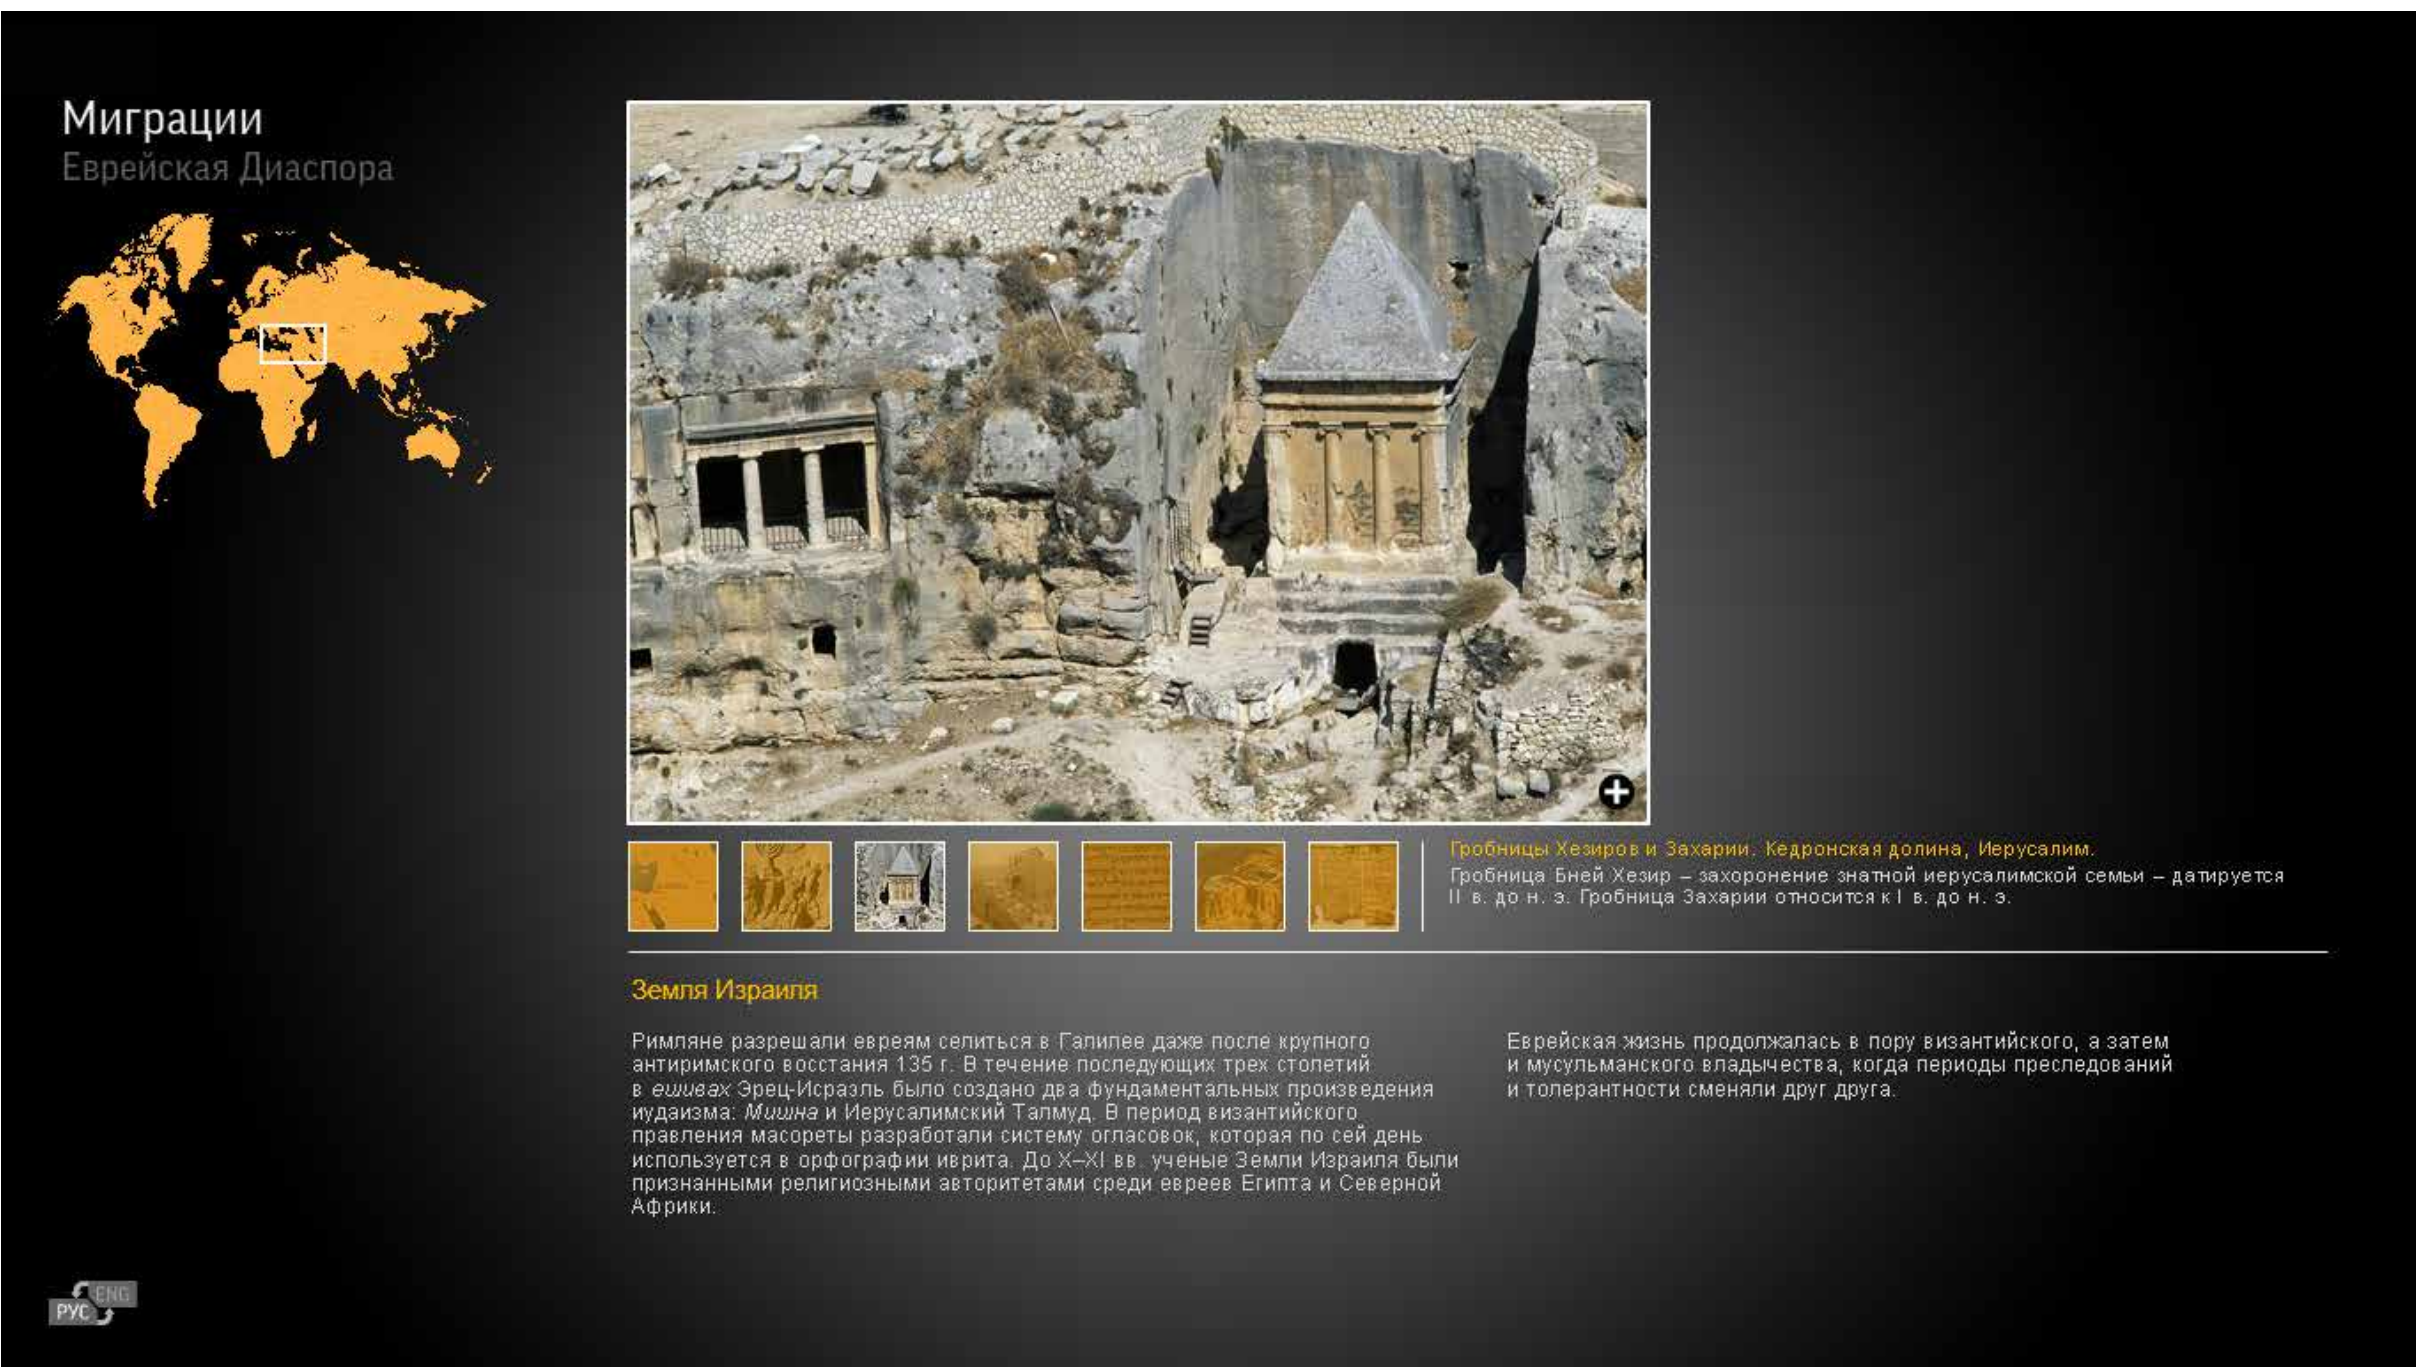 Миграции
Еврейская Диаспора
Гробницы Хезиров и Захарии. Кедронская долина, Иерусалим.
Гробница Бней Хезир – захоронение знатной иерусалимской семьи – датируется
II в. до н. э. Гробница Захарии относится к I в. до н. э.
Земля Израиля
Римляне разрешали евреям селиться в Галилее даже после крупного
антиримского восстания 135 г. В течение последующих трех столетий
в ешивах Эрец-Исраэль было создано два фундаментальных произведения
иудаизма: Мишна и Иерусалимский Талмуд. В период византийского
правления масореты разработали систему огласовок, которая по сей день
используется в орфографии иврита. До X–XI вв. ученые Земли Израиля были
признанными религиозными авторитетами среди евреев Египта и Северной
Африки.
Еврейская жизнь продолжалась в пору византийского, а затем
и мусульманского владычества, когда периоды преследований
и толерантности сменяли друг друга.
ENG
РУС